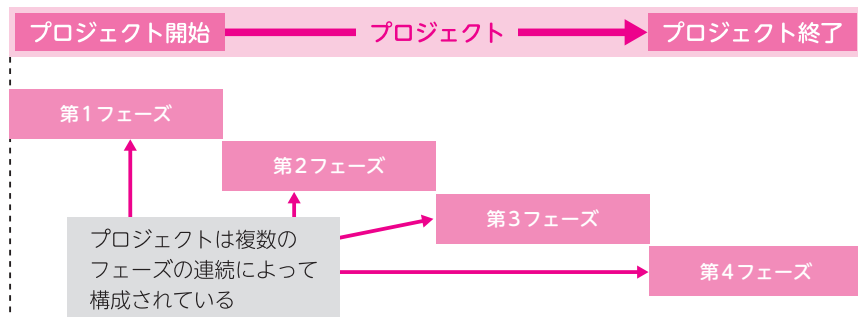 プロジェクト開始
プロジェクト
プロジェクト終了
第1フェーズ
第2フェーズ
第3フェーズ
第4フェーズ
プロジェクトは複数の
フェーズの連続によって
構成されている